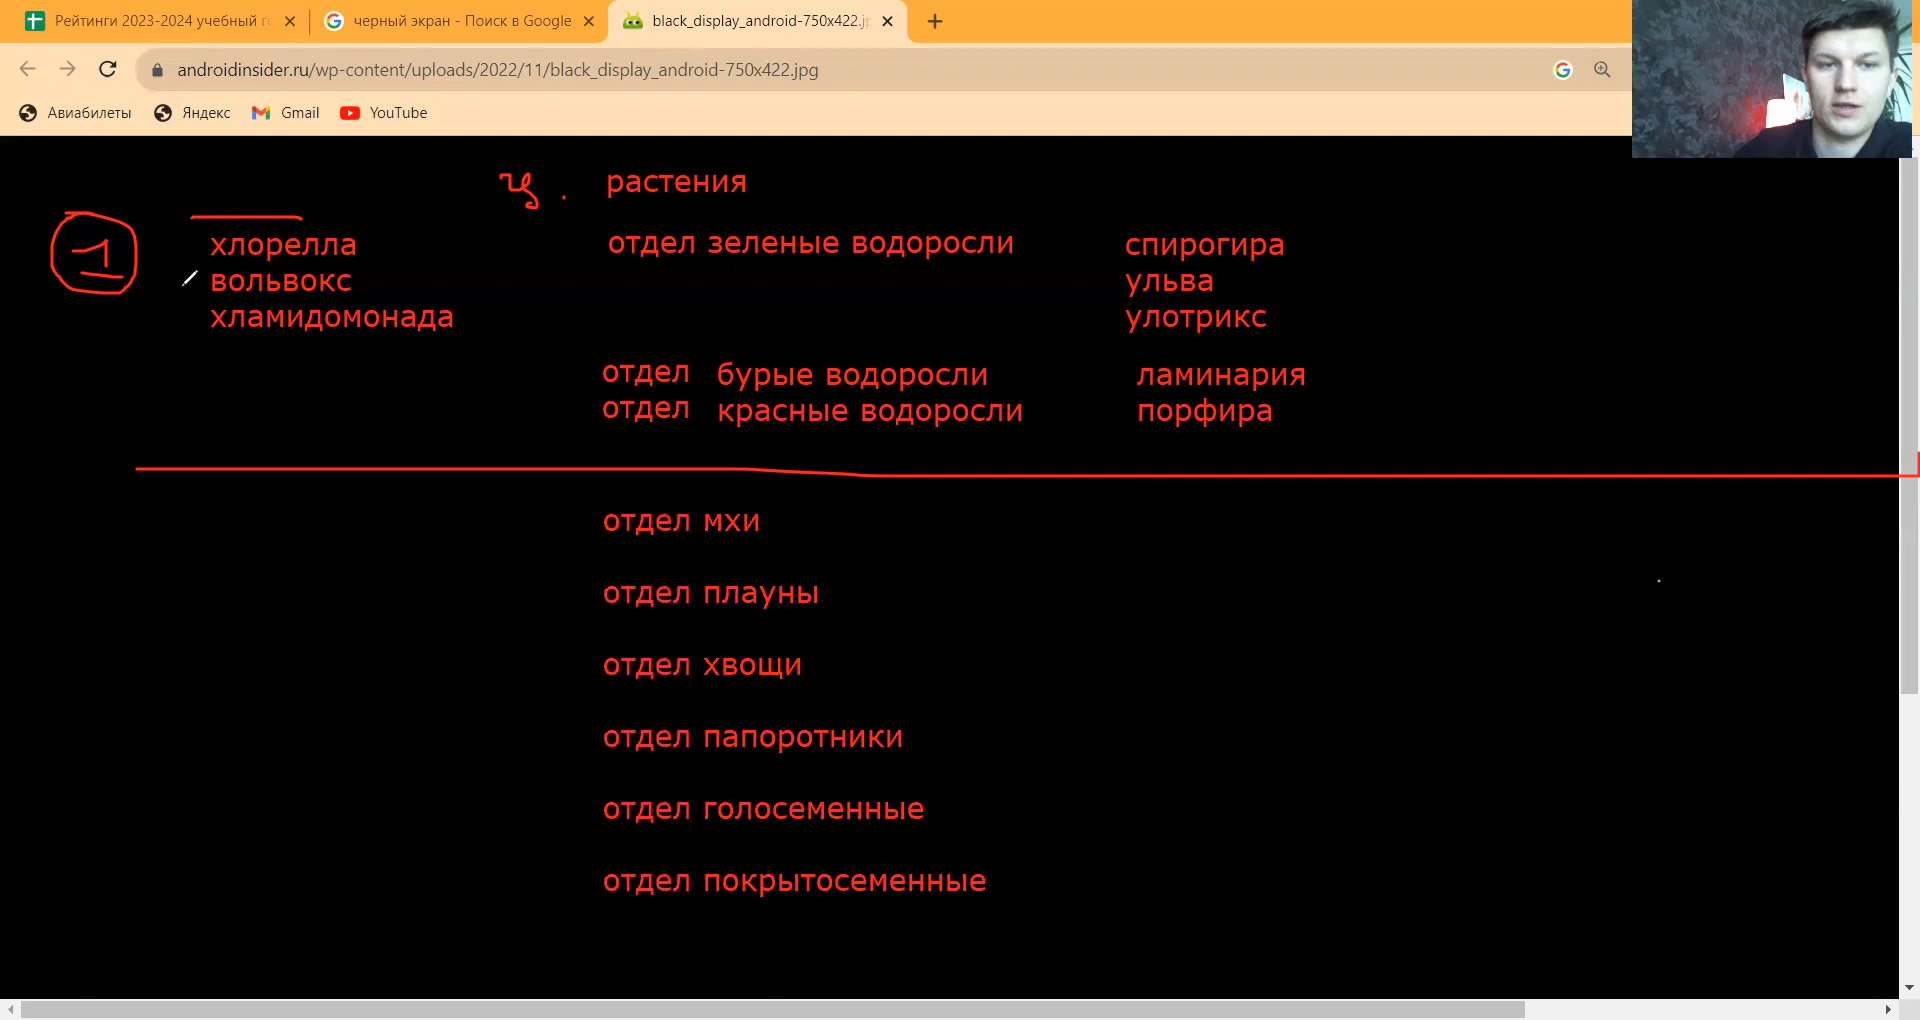 Рейтинги 2023-2024 учебный го
черный экран - Поиск в Google
black_display_android-750x422.jp
androidinsider.ru/wp-content/uploads/2022/11/black_display_android-750x422.jpg
Авиабилеты
Яндекс
Gmail
YouTube
ц. растения
1
хлорелла
вольвокс
хламидомонада
отдел зеленые водоросли
спирогира
ульва
улотрикс
отдел бурые водоросли ламинария
отдел красные водоросли порфира
отдел мхи
отдел плауны
отдел хвощи
отдел папоротники
отдел голосеменные
отдел покрытосеменные